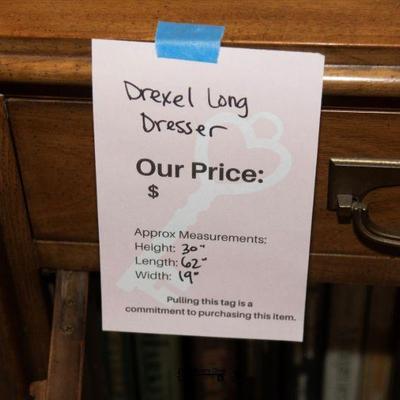 Drexel Long
Dresser
Our Price:
$
Approx Measurements:
Height: 30"
Length: 62"
Width: 19"
Pulling this tag is a
commitment to purchasing this item.